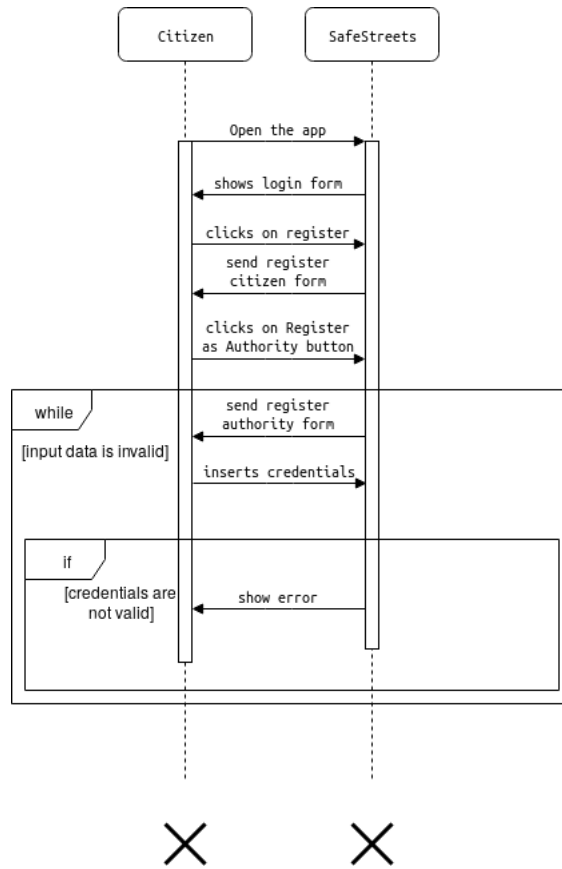 Citizen
SafeStreets
Open the app
shows login form
clicks on register
send register
citizen form
clicks on Register
as Authority button
while
send register
authority form
[input data is invalid]
inserts credentials
if
[credentials are
not valid]
show error